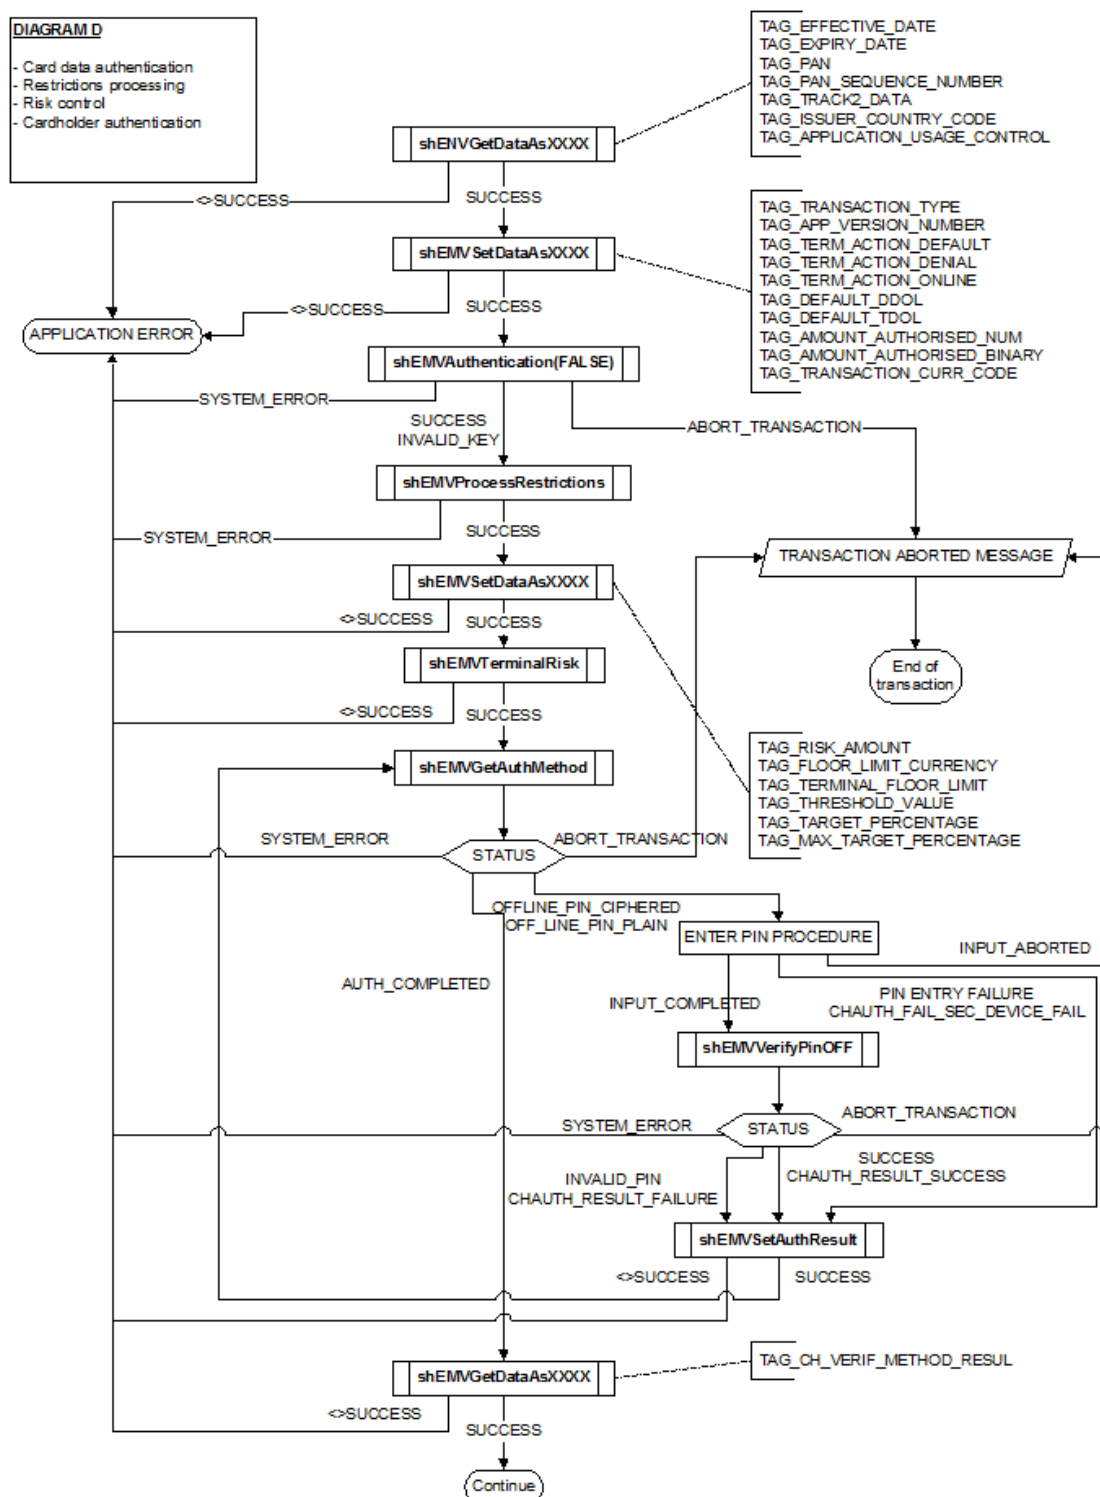 DIAGRAM D
- Card data authentication
- Restrictions processing
- Risk control
- Cardholder authentication
TAG_EFFECTIVE_DATE
TAG_EXPIRY_DATE
TAG_PAN
TAG_PAN_SEQUENCE_NUMBER
TAG_TRACK2_DATA
TAG_ISSUER_COUNTRY_CODE
TAG_APPLICATION_USAGE_CONTROL
shENVGetDataAsXXXX
<>SUCCESS
SUCCESS
TAG_TRANSACTION_TYPE
TAG_APP_VERSION_NUMBER
TAG_TERM_ACTION_DEFAULT
TAG_TERM_ACTION_DENIAL
TAG_TERM_ACTION_ONLINE
TAG_DEFAULT_DDOL
TAG_DEFAULT_TDOL
TAG_AMOUNT_AUTHORISED_NUM
TAG_AMOUNT_AUTHORISED_BINARY
TAG_TRANSACTION_CURR_CODE
shEMVSetDataAsXXXX
<>SUCCESS
SUCCESS
APPLICATION ERROR
shEMVAuthentication(FALSE)
SYSTEM_ERROR
SUCCESS
INVALID_KEY
ABORT_TRANSACTION
shEMVProcessRestrictions
SYSTEM_ERROR
SUCCESS
TRANSACTION ABORTED MESSAGE
shEMVSetDataAsXXXX
<>SUCCESS
SUCCESS
End of
transaction
shEMVTerminalRisk
<>SUCCESS
SUCCESS
TAG_RISK_AMOUNT
TAG_FLOOR_LIMIT_CURRENCY
TAG_TERMINAL_FLOOR_LIMIT
TAG_THRESHOLD_VALUE
TAG_TARGET_PERCENTAGE
TAG_MAX_TARGET_PERCENTAGE
shEMVGetAuthMethod
SYSTEM_ERROR
STATUS
ABORT_TRANSACTION
OFFLINE_PIN_CIPHERED
OFF_LINE_PIN_PLAIN
ENTER PIN PROCEDURE
INPUT_ABORTED
AUTH_COMPLETED
INPUT_COMPLETED
PIN ENTRY FAILURE
CHAUTH_FAIL_SEC_DEVICE_FAIL
shEMVVerifyPinOFF
SYSTEM_ERROR
STATUS
ABORT_TRANSACTION
INVALID_PIN
CHAUTH_RESULT_FAILURE
SUCCESS
CHAUTH_RESULT_SUCCESS
shEMVSetAuthResult
<>SUCCESS
SUCCESS
shEMVGetDataAsXXXX
TAG_CH_VERIF_METHOD_RESUL
<>SUCCESS
SUCCESS
Continue